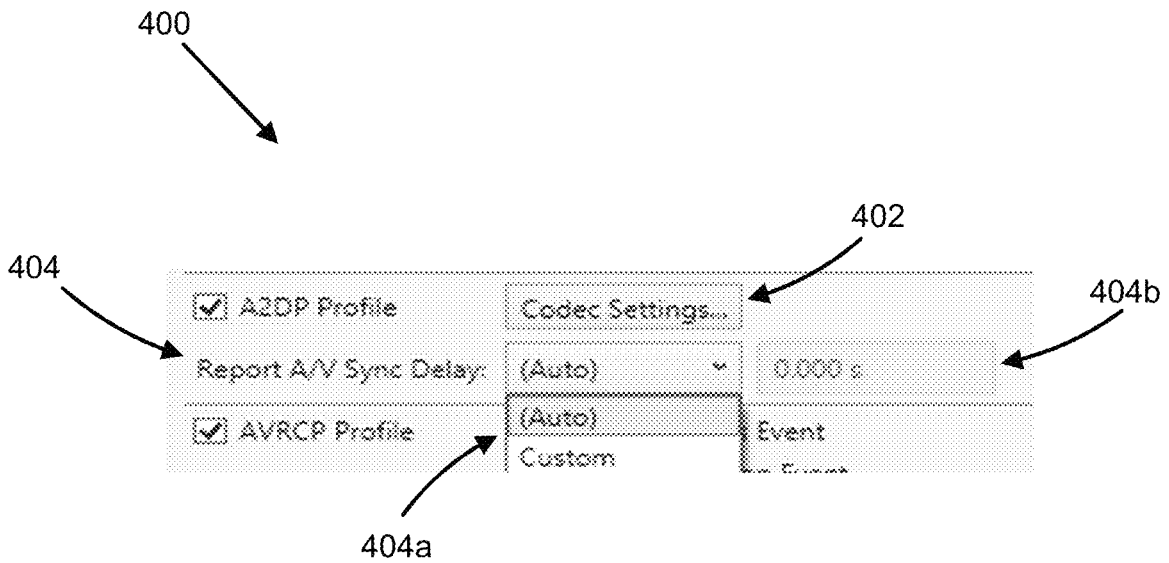 400
402
404
404b
A2DP Profile
Codec Settings...
Report A/V Sync Delay:
(Auto)
0.000 s
(Auto)
AVRCP Profile
Event
Custom
Event
404a